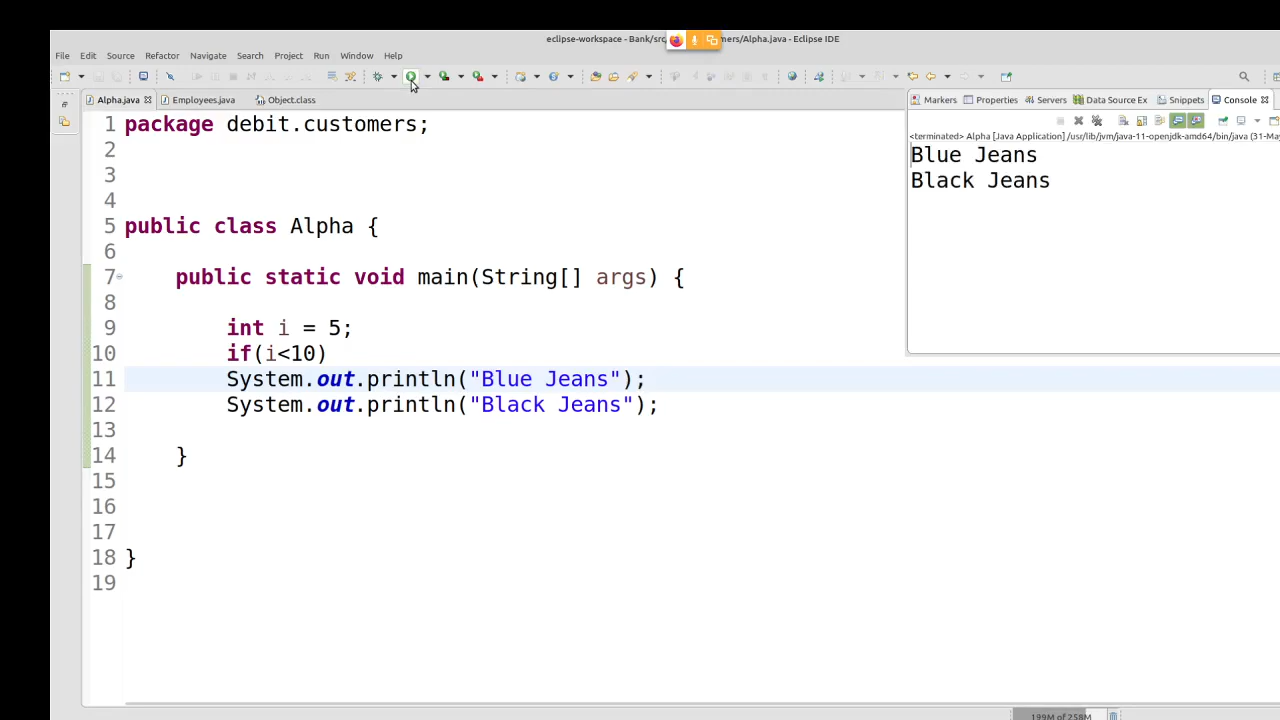 eclipse-workspace - Bank/src mers/Alpha.java - Eclipse IDE
File Edit Source Refactor Navigate Search Project Run Window Help
Alpha.java Employees.java Object.class
Markers Properties Servers Data Source Ex Snippets Console
<terminated> Alpha [Java Application] /usr/lib/jvm/java-11-openjdk-amd64/bin/java (31-May
Blue Jeans
Black Jeans
1 package debit.customers;
2
3
4
5 public class Alpha {
6
7 public static void main(String[] args) {
8
9 int i = 5;
10 if(i<10)
11 System.out.println("Blue Jeans");
12 System.out.println("Black Jeans");
13
14 }
15
16
17
18 }
19
199M of 258M